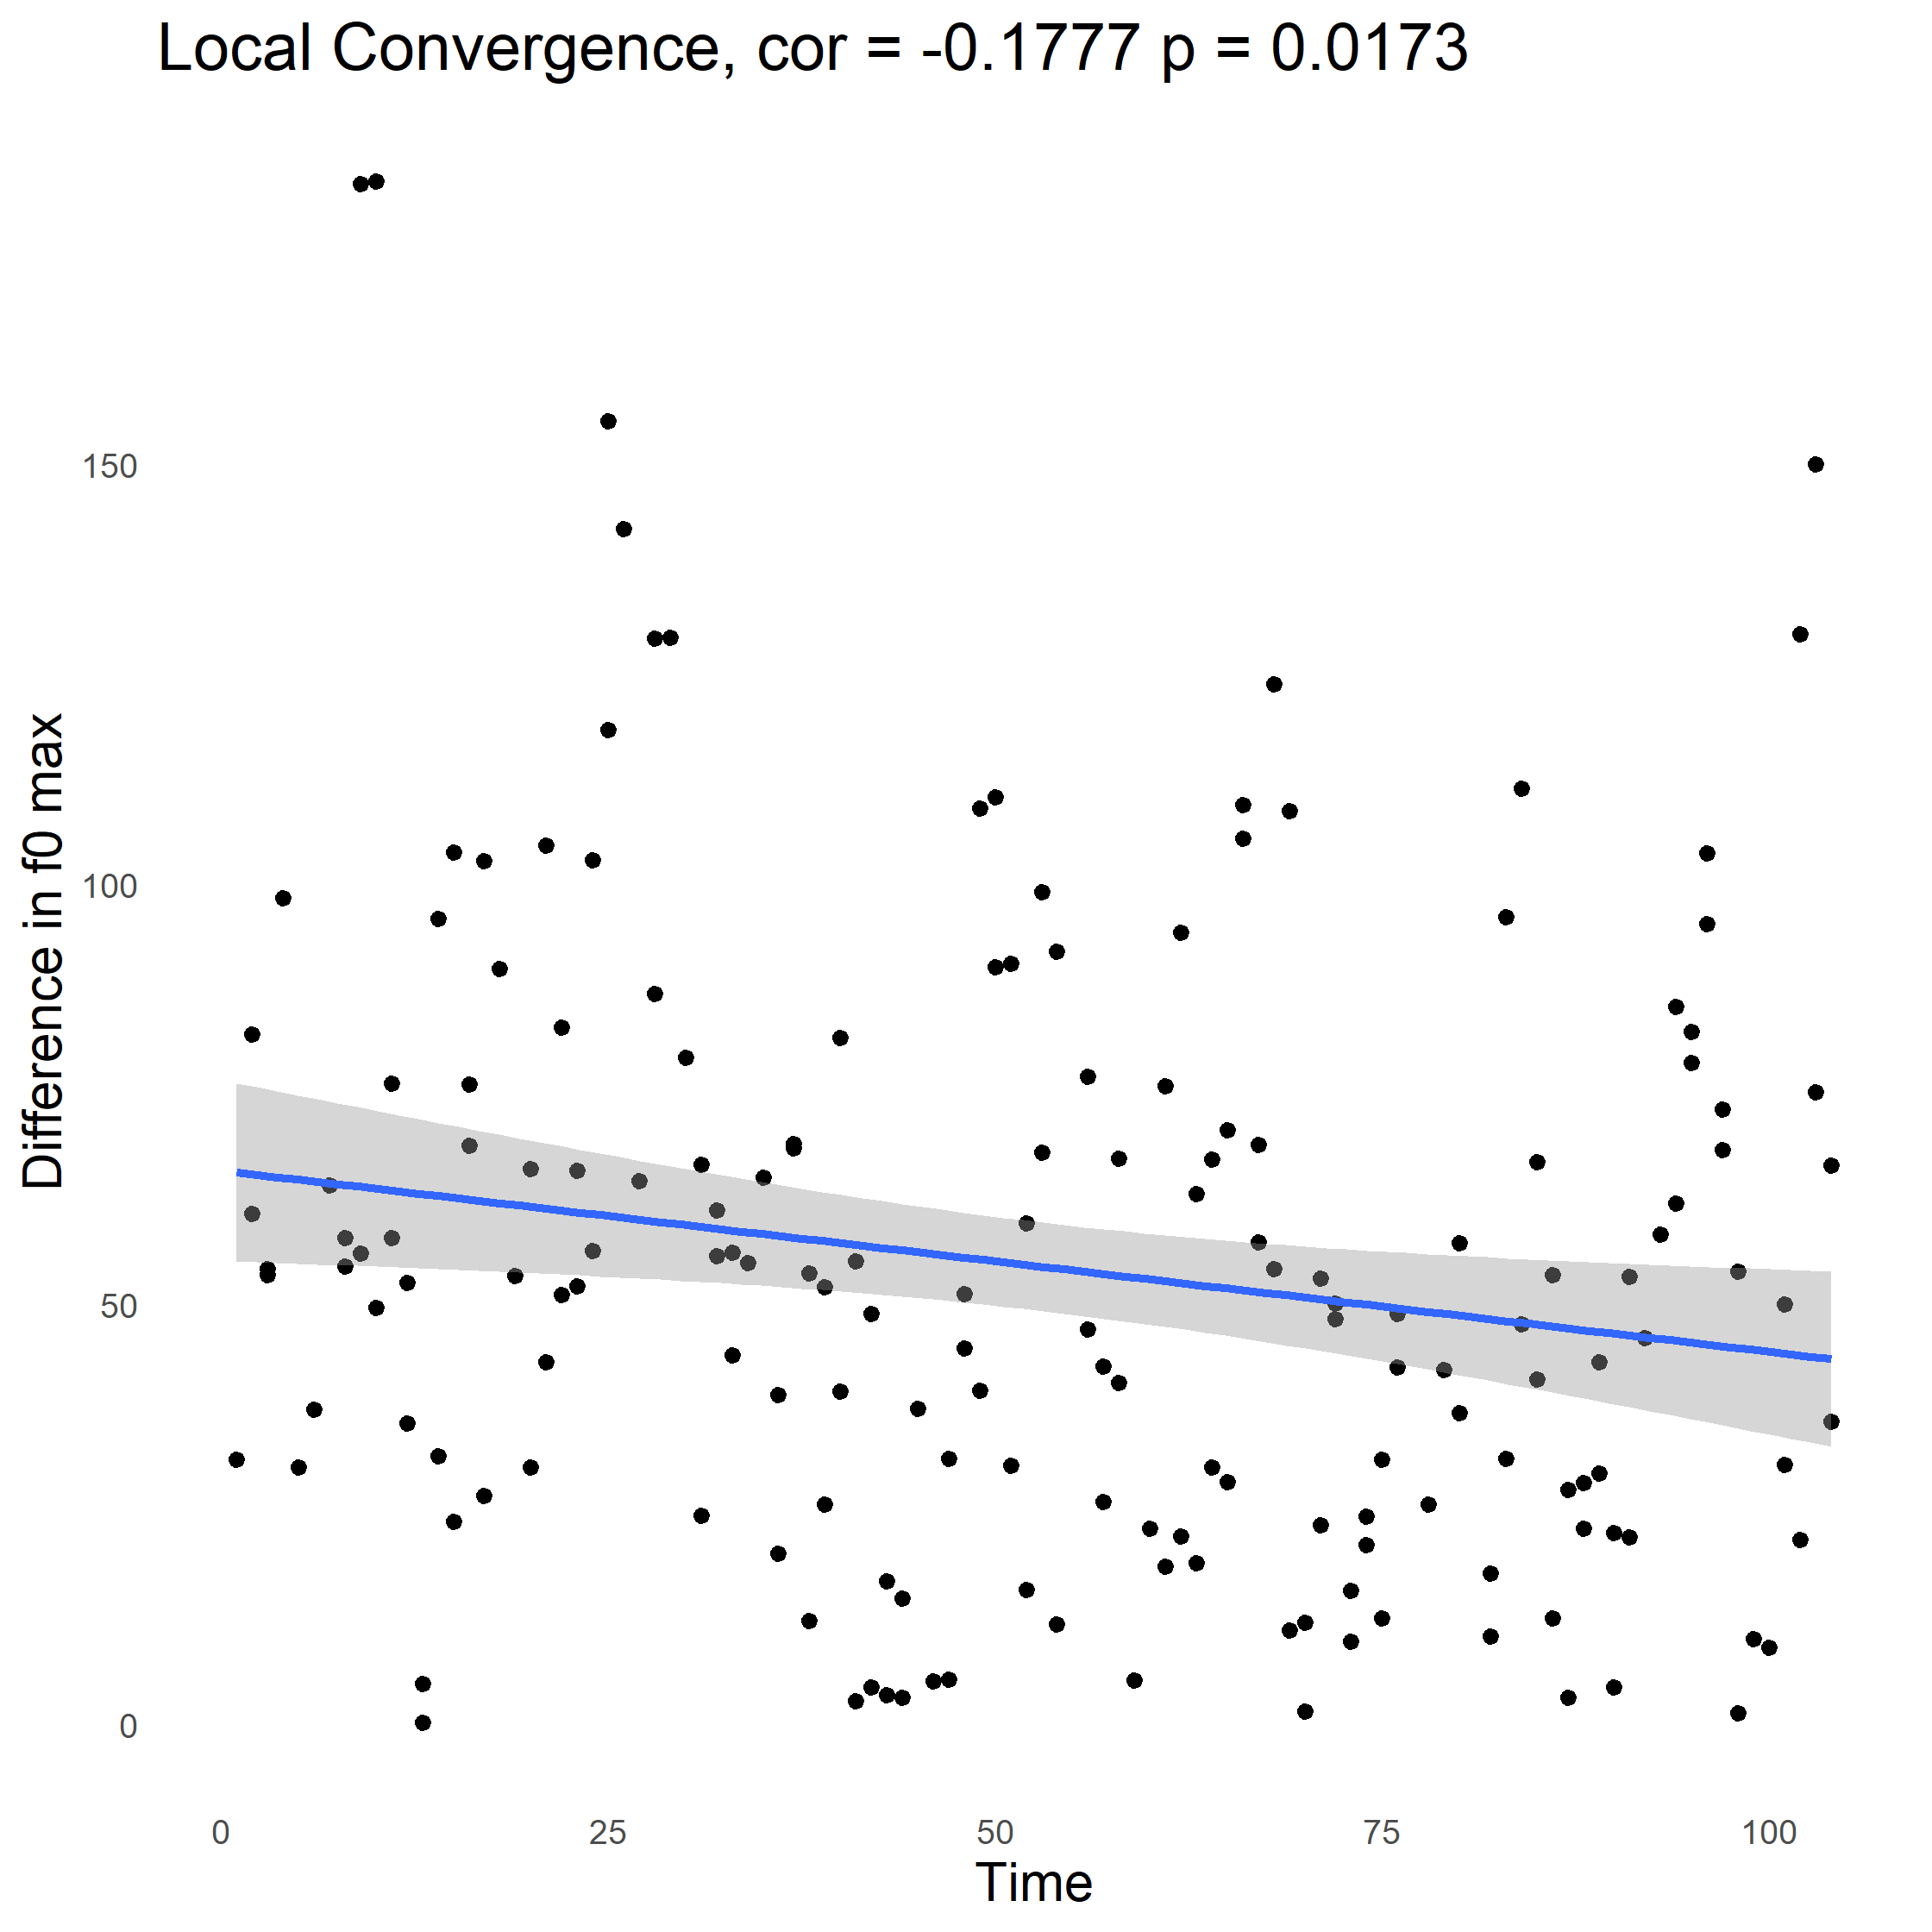 Local Convergence, cor = -0.1777 p = 0.0173
Difference in f0 max
150
100
50
0
0 25 50 75 100
Time